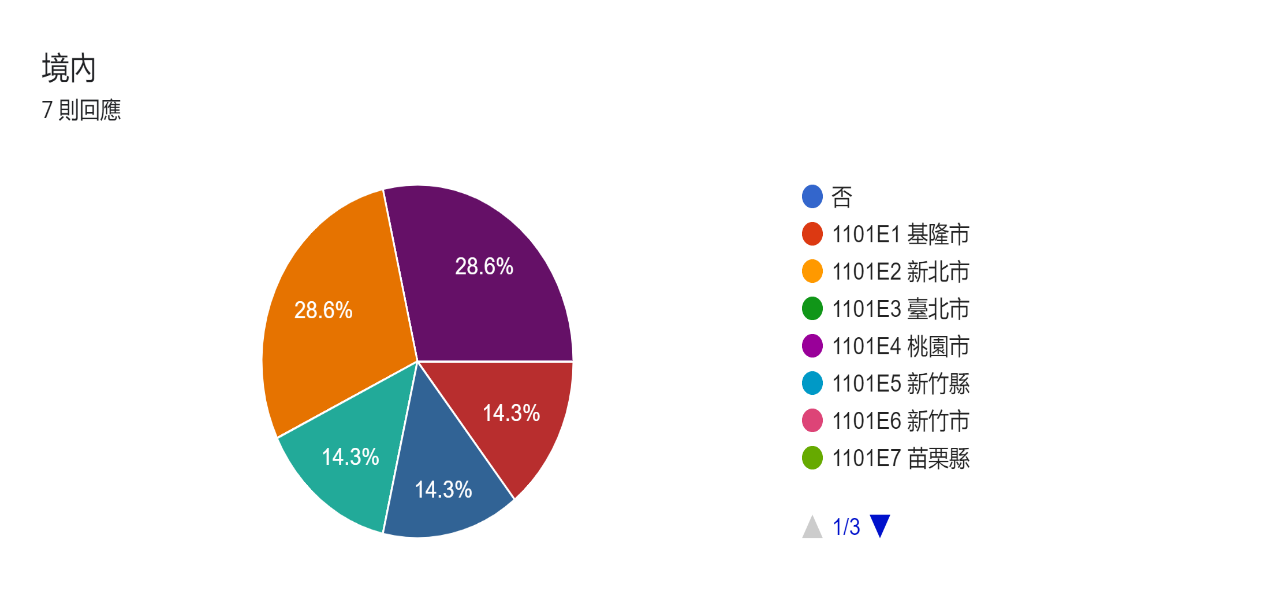 境內
7 則回應
28.6%
28.6%
14.3%
14.3%
14.3%
否
1101E1 基隆市
1101E2 新北市
1101E3 臺北市
1101E4 桃園市
1101E5 新竹縣
1101E6 新竹市
1101E7 苗栗縣
1/3